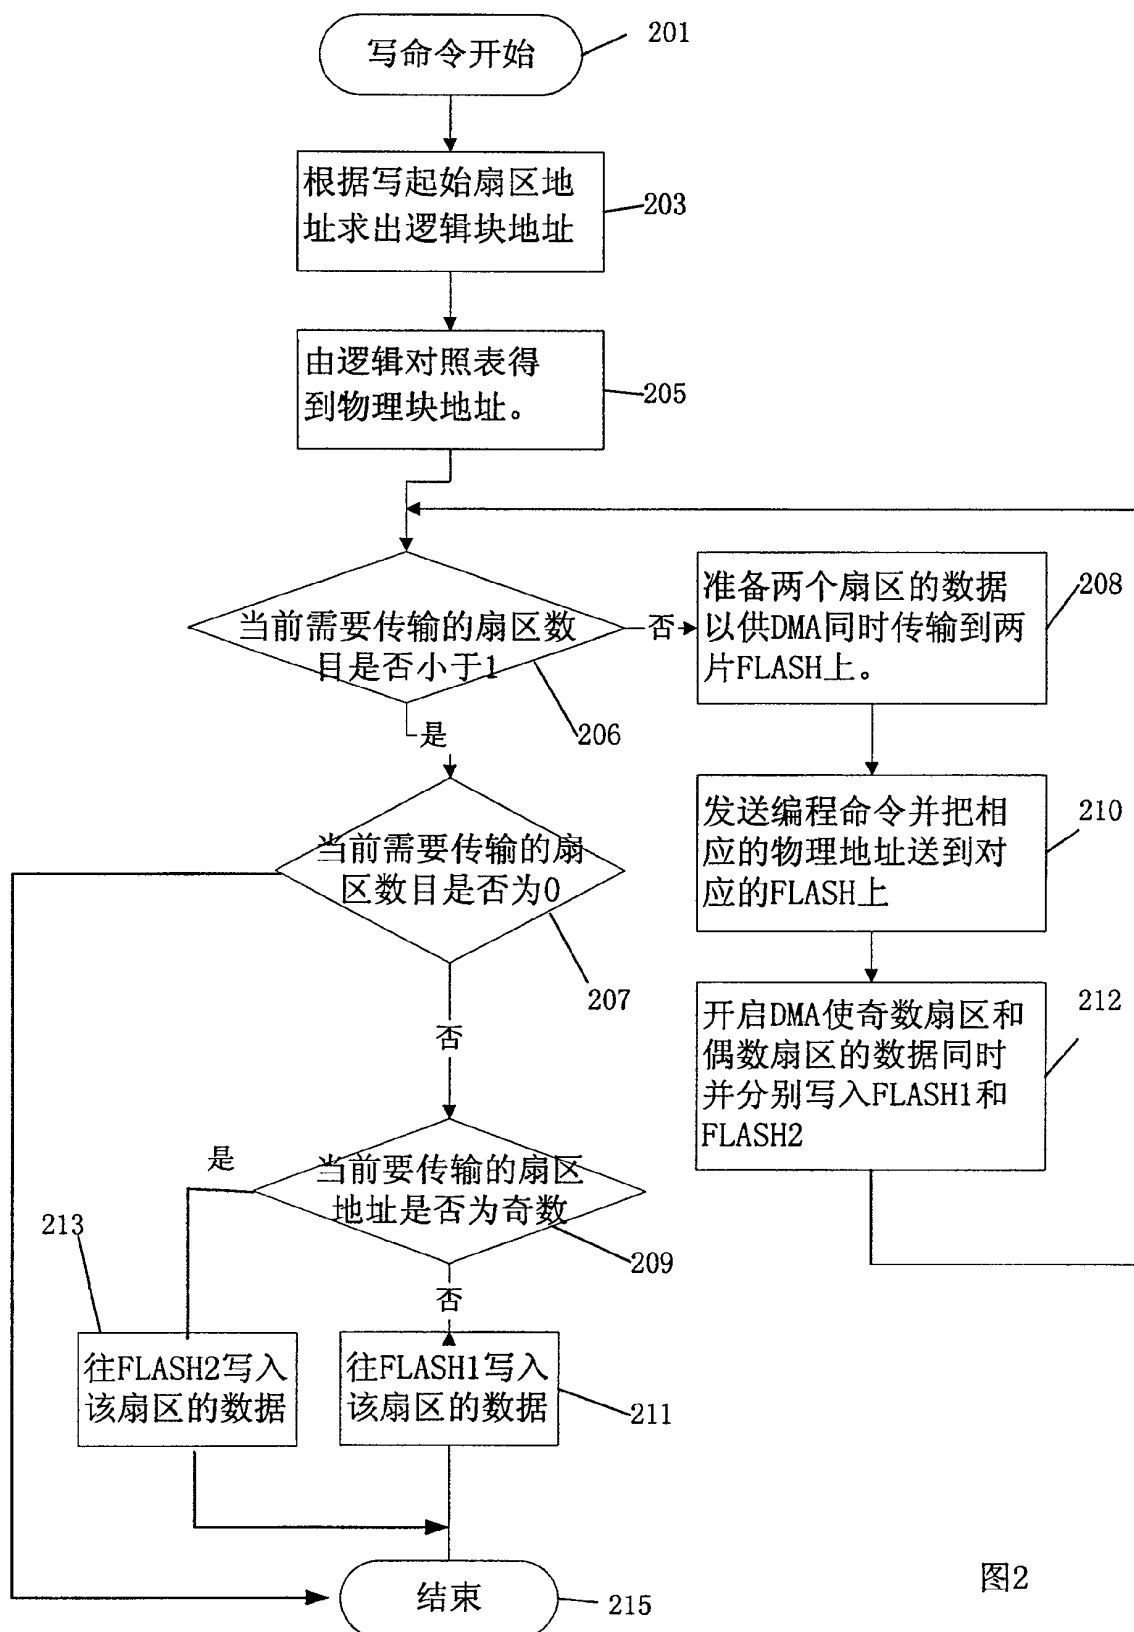 写命令开始
201
根据写起始扇区地
址求出逻辑块地址
203
由逻辑对照表得
到物理块地址。
205
当前需要传输的扇区数
目是否小于1
206
否
准备两个扇区的数据
以供DMA同时传输到两
片FLASH上。
208
是
发送编程命令并把相
应的物理地址送到对
应的FLASH上
210
当前需要传输的扇
区数目是否为0
207
否
开启DMA使奇数扇区和
偶数扇区的数据同时
并分别写入FLASH1和
FLASH2
212
当前要传输的扇区
地址是否为奇数
209
是
否
213
往FLASH2写入
该扇区的数据
往FLASH1写入
该扇区的数据
211
结束
215
图2